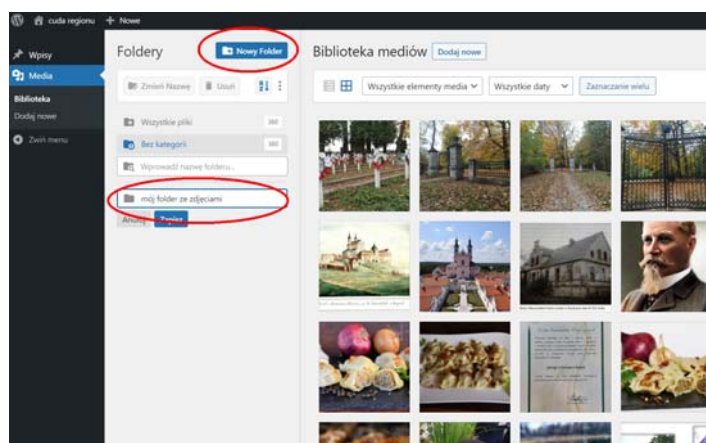 cuda regionu + Nowe
Wpisy
Media
Biblioteka
Dodaj nowe
Zwiń menu
Foldery
Nowy Folder
Zmień Nazwę
Usuń
Wszystkie pliki
Bez kategorii
Wprowadź nazwę folderu...
mój folder ze zdjęciami
Anuluj
Zapisz
Biblioteka mediów
Dodaj nowe
Wszystkie elementy media
Wszystkie daty
Zaznaczanie wielu